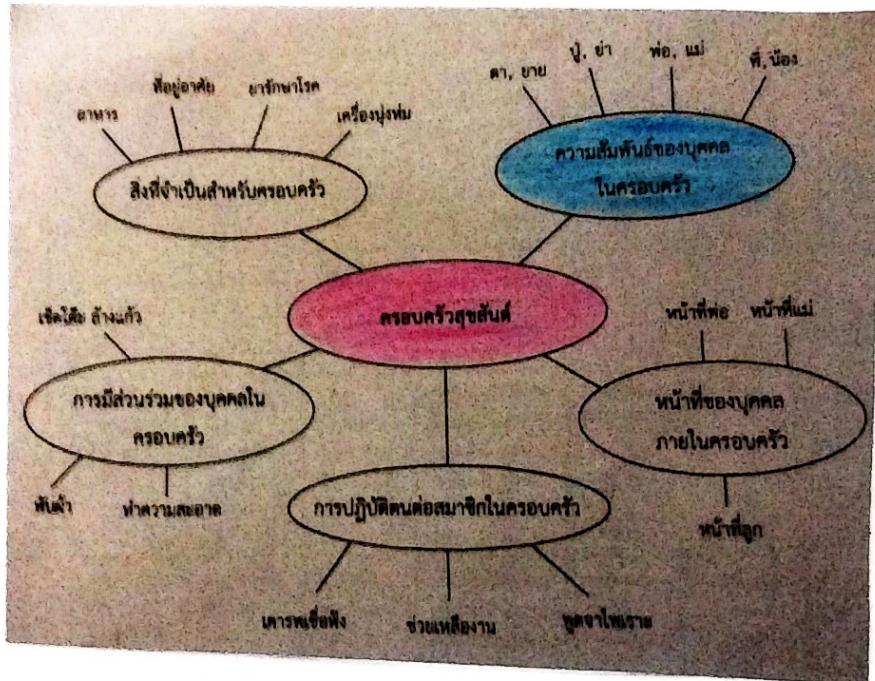 อาหาร
ที่อยู่อาศัย
ยารักษาโรค
เครื่องนุ่งห่ม
สิ่งที่จำเป็นสำหรับครอบครัว
ตา, ยาย
ปู่, ย่า
พ่อ, แม่
พี่, น้อง
ความสัมพันธ์ของบุคคล
ในครอบครัว
ครอบครัวสุขสันต์
เช็ดโต๊ะ ล้างแก้ว
การมีส่วนร่วมของบุคคลใน
ครอบครัว
พับผ้า
ทำความสะอาด
หน้าที่พ่อ
หน้าที่แม่
หน้าที่ของบุคคล
ภายในครอบครัว
หน้าที่ลูก
การปฏิบัติตนต่อสมาชิกในครอบครัว
เคารพเชื่อฟัง
ช่วยเหลืองาน
พูดจาไพเราะ